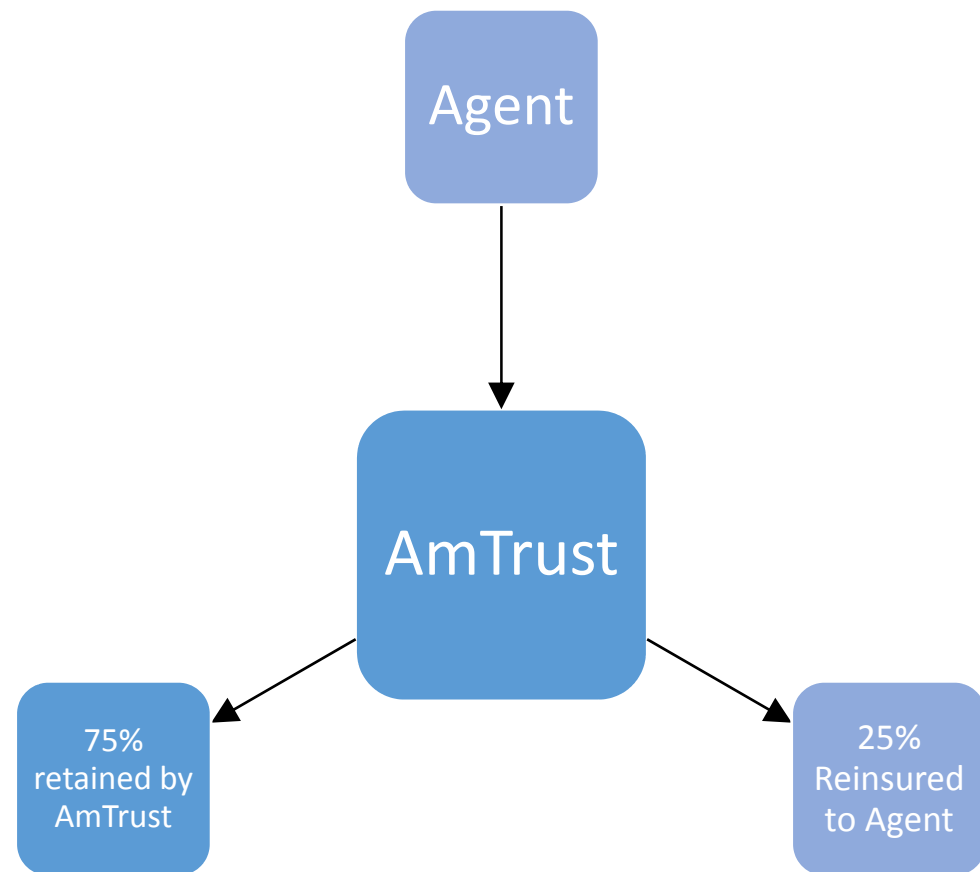 Agent
AmTrust
75%
retained by
AmTrust
25%
Reinsured
to Agent